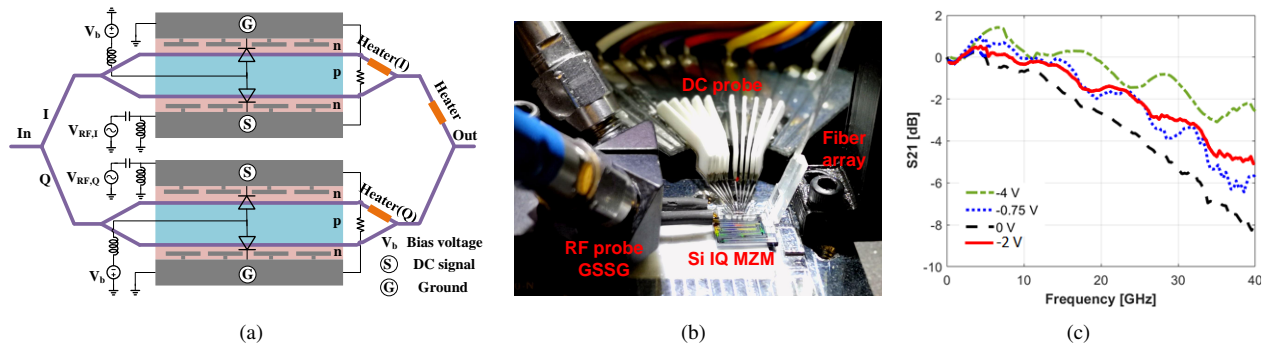 G
V_b
n
Heater(I)
p
I
n
Heater
S
V_RF,I
In
Out
Q
V_RF,Q
S
n
Heater(Q)
p
n
V_b Bias voltage
S DC signal
V_b
G
G Ground
(a)
DC probe
Fiber
array
RF probe
GSSG
Si IQ MZM
(b)
2
0
-2
-4
-6
-8
-10
S21 [dB]
-4 V
-0.75 V
0 V
-2 V
0 10 20 30 40
Frequency [GHz]
(c)